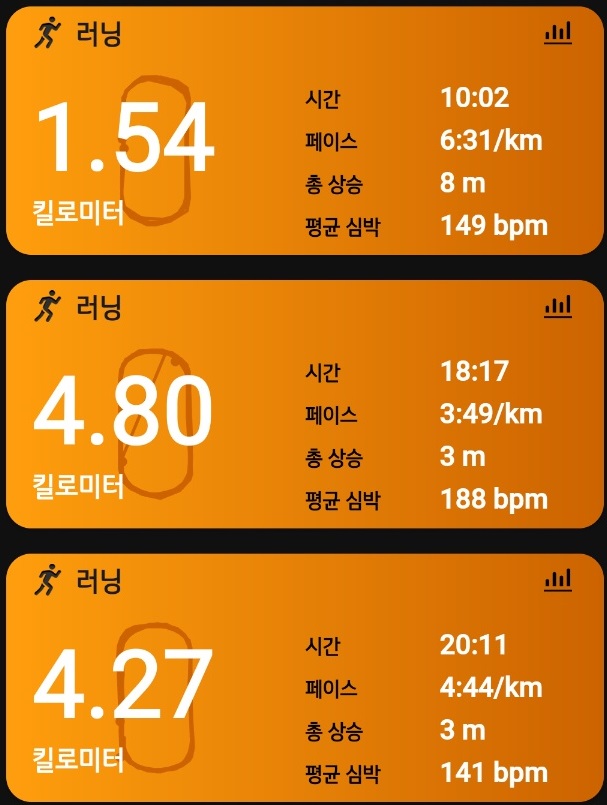 러닝
1.54
킬로미터
시간 10:02
페이스 6:31/km
총 상승 8 m
평균 심박 149 bpm
러닝
4.80
킬로미터
시간 18:17
페이스 3:49/km
총 상승 3 m
평균 심박 188 bpm
러닝
4.27
킬로미터
시간 20:11
페이스 4:44/km
총 상승 3 m
평균 심박 141 bpm